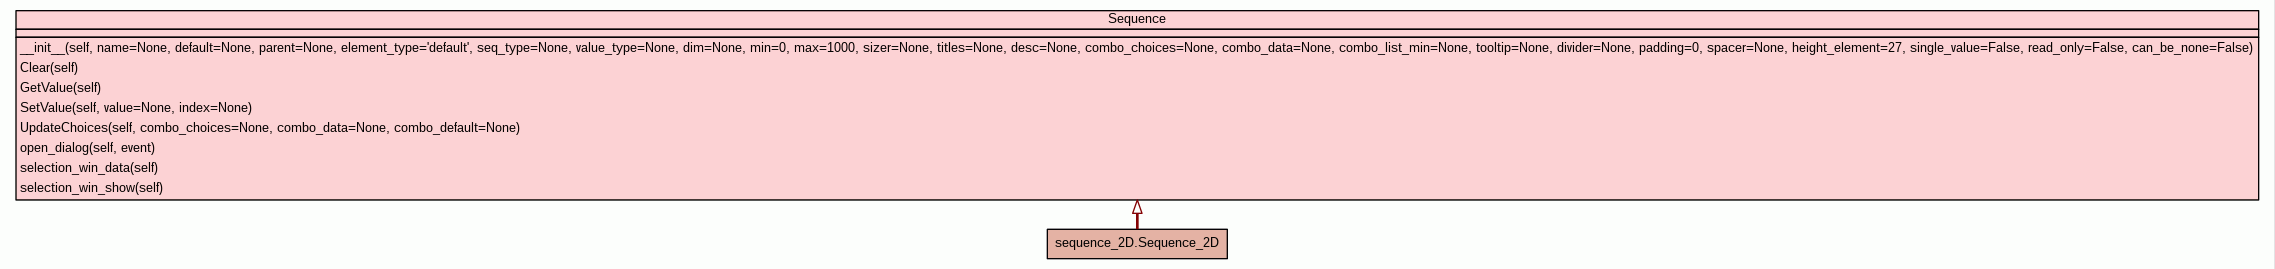 Sequence
__init__(self, name=None, default=None, parent=None, element_type='default', seq_type=None, value_type=None, dim=None, min=0, max=1000, sizer=None, titles=None, desc=None, combo_choices=None, combo_data=None, combo_list_min=None, tooltip=None, divider=None, padding=0, spacer=None, height_element=27, single_value=False, read_only=False, can_be_none=False)
Clear(self)
GetValue(self)
SetValue(self, value=None, index=None)
UpdateChoices(self, combo_choices=None, combo_data=None, combo_default=None)
open_dialog(self, event)
selection_win_data(self)
selection_win_show(self)
sequence_2D.Sequence_2D